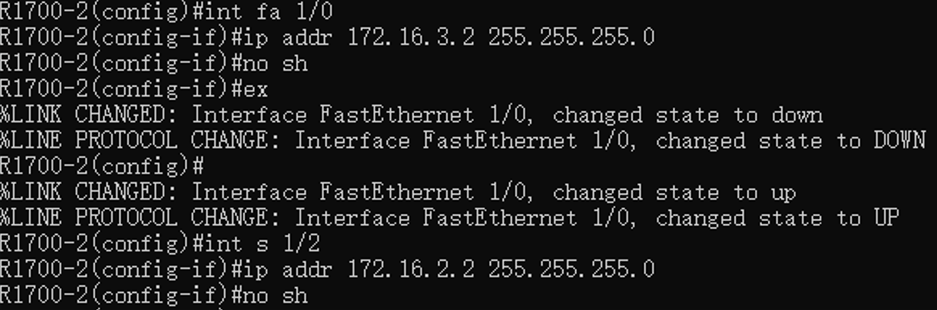 R1700-2(config)#int fa 1/0
R1700-2(config-if)#ip addr 172.16.3.2 255.255.255.0
R1700-2(config-if)#no sh
R1700-2(config-if)#ex
%LINK CHANGED: Interface FastEthernet 1/0, changed state to down
%LINE PROTOCOL CHANGE: Interface FastEthernet 1/0, changed state to DOWN
R1700-2(config)#
%LINK CHANGED: Interface FastEthernet 1/0, changed state to up
%LINE PROTOCOL CHANGE: Interface FastEthernet 1/0, changed state to UP
R1700-2(config)#int s 1/2
R1700-2(config-if)#ip addr 172.16.2.2 255.255.255.0
R1700-2(config-if)#no sh